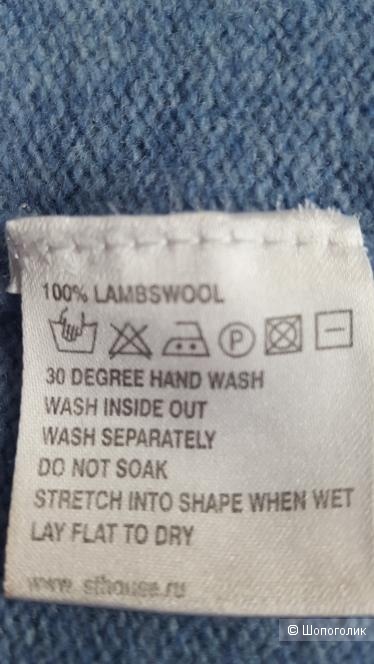 100% LAMBSWOOL
P
30 DEGREE HAND WASH
WASH INSIDE OUT
WASH SEPARATELY
DO NOT SOAK
STRETCH INTO SHAPE WHEN WET
LAY FLAT TO DRY
www.sthouse.ru
© Шопоголик